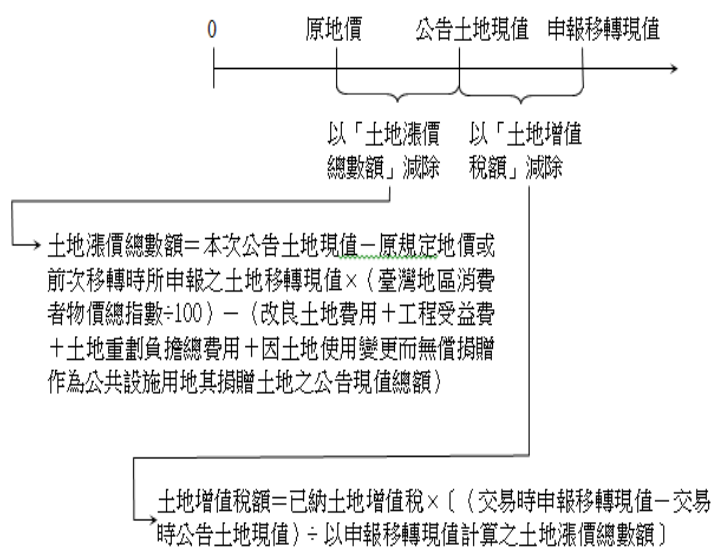 0 原地價 公告土地現值 申報移轉現值
以「土地漲價
總數額」減除
以「土地增值
稅額」減除
土地漲價總數額＝本次公告土地現值－原規定地價或
前次移轉時所申報之土地移轉現值×（臺灣地區消費
者物價總指數÷100）－（改良土地費用＋工程受益費
＋土地重劃負擔總費用＋因土地使用變更而無償捐贈
作為公共設施用地其捐贈土地之公告現值總額）
土地增值稅額＝已納土地增值稅×〔（交易時申報移轉現值－交易
時公告土地現值）÷以申報移轉現值計算之土地漲價總數額〕